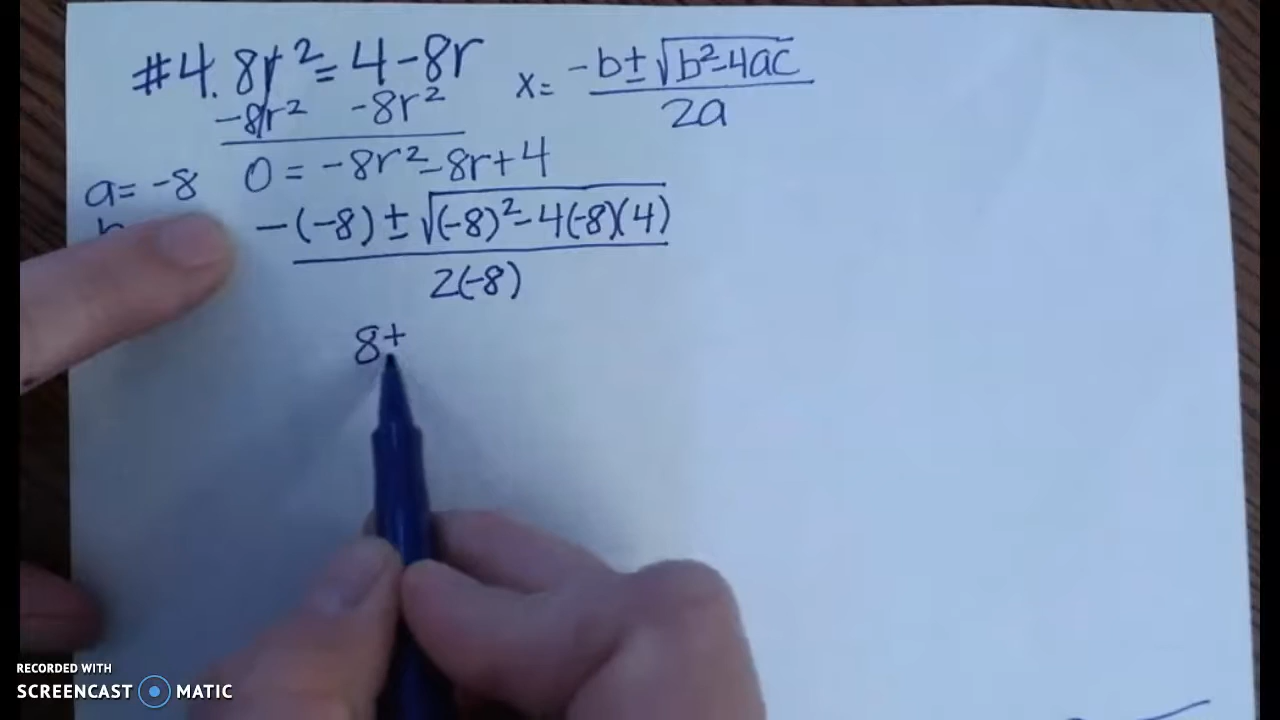 #4. 8r² = 4 - 8r
x = -b ± √b² - 4ac
2a
-8r² -8r²
0 = -8r² - 8r + 4
a = -8
-(-8) ± √(-8)² - 4(-8)(4)
2(-8)
8+
RECORDED WITH
SCREENCAST MATIC